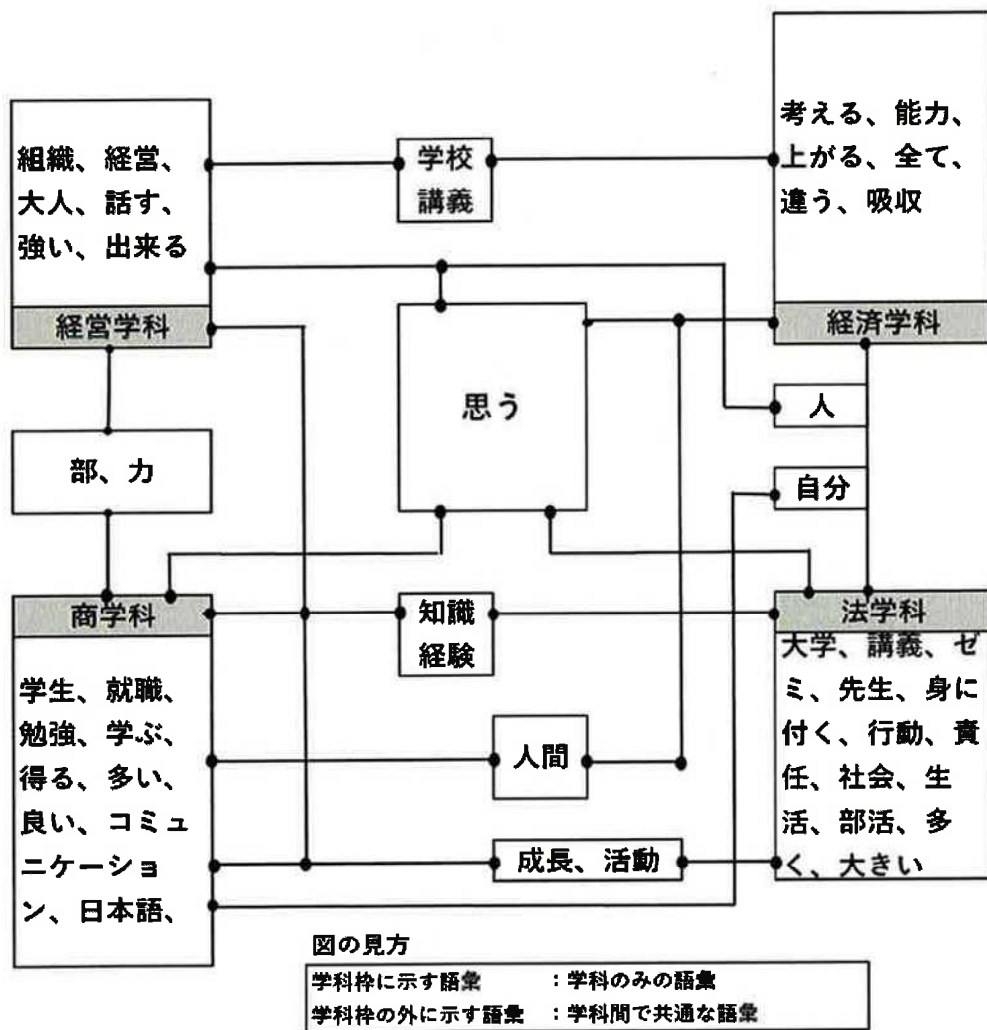 組織、経営、
大人、話す、
強い、出来る
経営学科
学校
講義
考える、能力、
上がる、全て、
違う、吸収
経済学科
思う
人
自分
部、力
商学科
学生、就職、
勉強、学ぶ、
得る、多い、
良い、コミュ
ニケーショ
ン、日本語、
知識
経験
人間
成長、活動
法学科
大学、講義、ゼ
ミ、先生、身に
付く、行動、責
任、社会、生
活、部活、多
く、大きい
図の見方
学科枠に示す語彙 :学科のみの語彙
学科枠の外に示す語彙 :学科間で共通な語彙